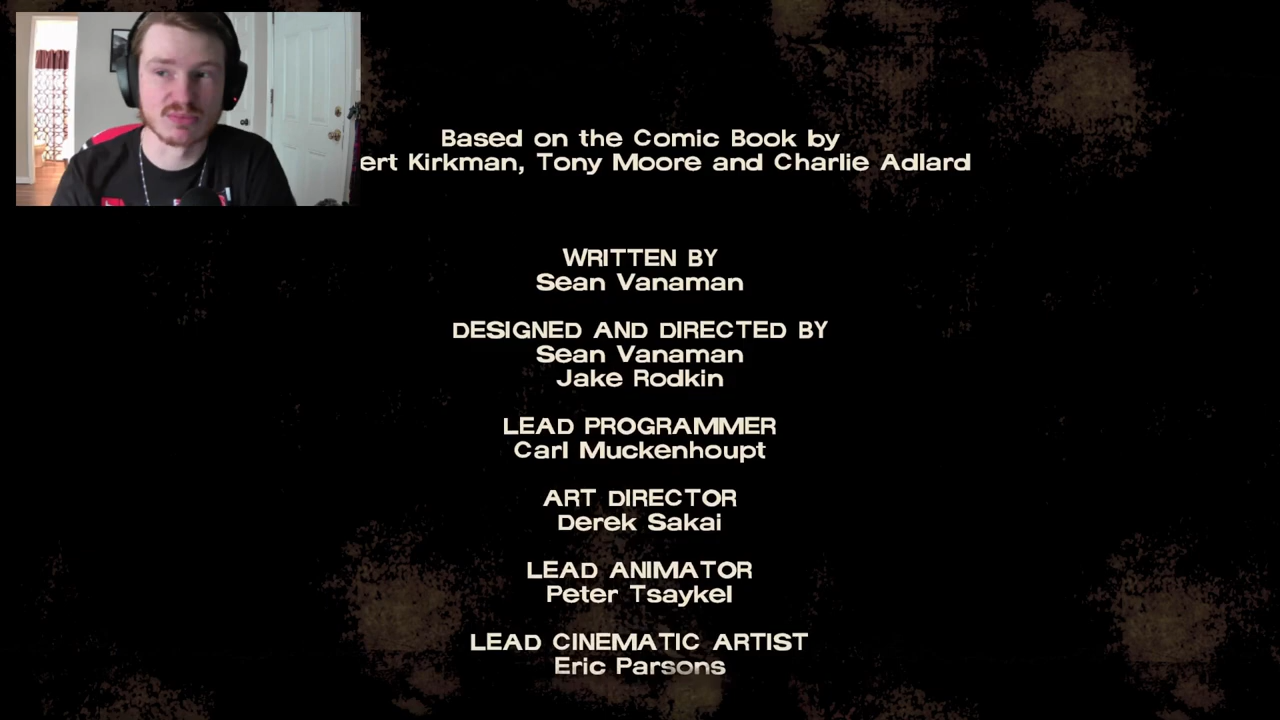 Based on the Comic Book by
ert Kirkman, Tony Moore and Charlie Adlard
WRITTEN BY
Sean Vanaman
DESIGNED AND DIRECTED BY
Sean Vanaman
Jake Rodkin
LEAD PROGRAMMER
Carl Muckenhoupt
ART DIRECTOR
Derek Sakai
LEAD ANIMATOR
Peter Tsaykel
LEAD CINEMATIC ARTIST
Eric Parsons